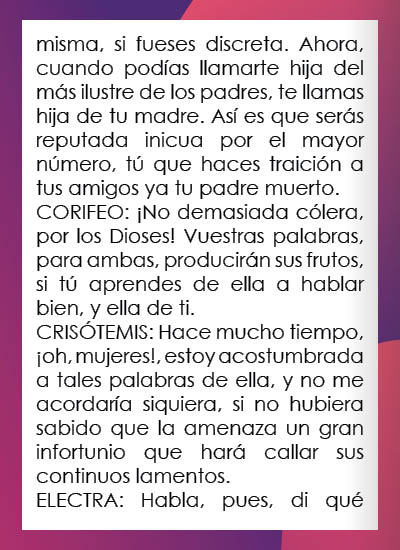 misma, si fueses discreta. Ahora,
cuando podías llamarte hija del
más ilustre de los padres, te llamas
hija de tu madre. Así es que serás
reputada inicua por el mayor
número, tú que haces traición a
tus amigos ya tu padre muerto.
CORIFEO: ¡No demasiada cólera,
por los Dioses! Vuestras palabras,
para ambas, producirán sus frutos,
si tú aprendes de ella a hablar
bien, y ella de ti.
CRISÓTEMIS: Hace mucho tiempo,
¡oh, mujeres!, estoy acostumbrada
a tales palabras de ella, y no me
acordaría siquiera, si no hubiera
sabido que la amenaza un gran
infortunio que hará callar sus
continuos lamentos.
ELECTRA: Habla, pues, di qué